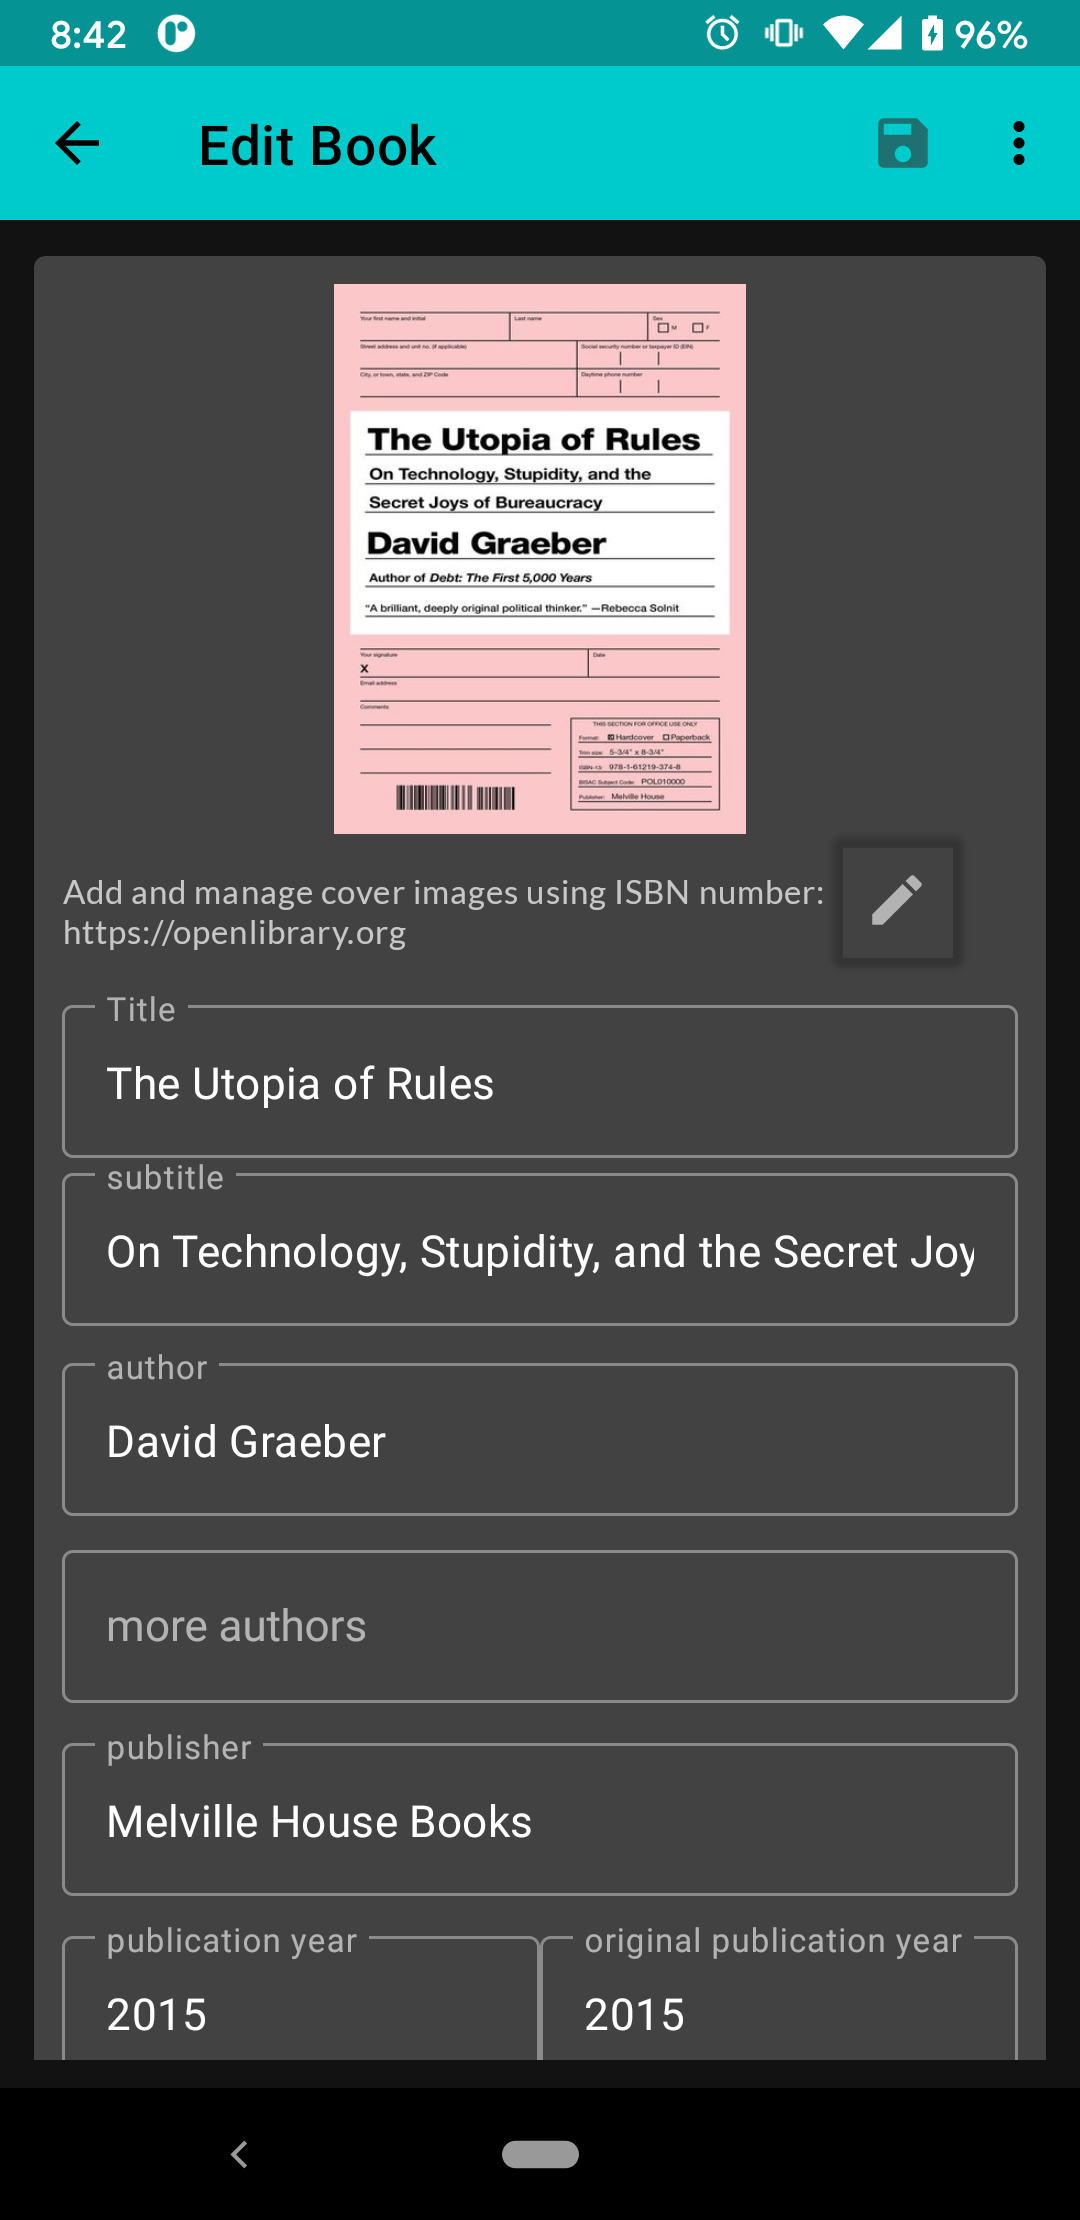 8:42
96%
Edit Book
Your first name and initial
Last name
Sex
M
F
Street address and unit no. (if applicable)
Social security number or taxpayer ID (EIN)
City, or town, state, and ZIP Code
Daytime phone number
The Utopia of Rules
On Technology, Stupidity, and the
Secret Joys of Bureaucracy
David Graeber
Author of Debt: The First 5,000 Years
“A brilliant, deeply original political thinker.” —Rebecca Solnit
Your signature
Date
X
Email address
Comments
THIS SECTION FOR OFFICE USE ONLY
Format: Hardcover Paperback
Trim size: 5-3/4" x 8-3/4"
ISBN-13: 978-1-61219-374-8
BISAC Subject Code: POL010000
Publisher: Melville House
Add and manage cover images using ISBN number:
https://openlibrary.org
Title
The Utopia of Rules
subtitle
On Technology, Stupidity, and the Secret Joy
author
David Graeber
more authors
publisher
Melville House Books
publication year
original publication year
2015
2015